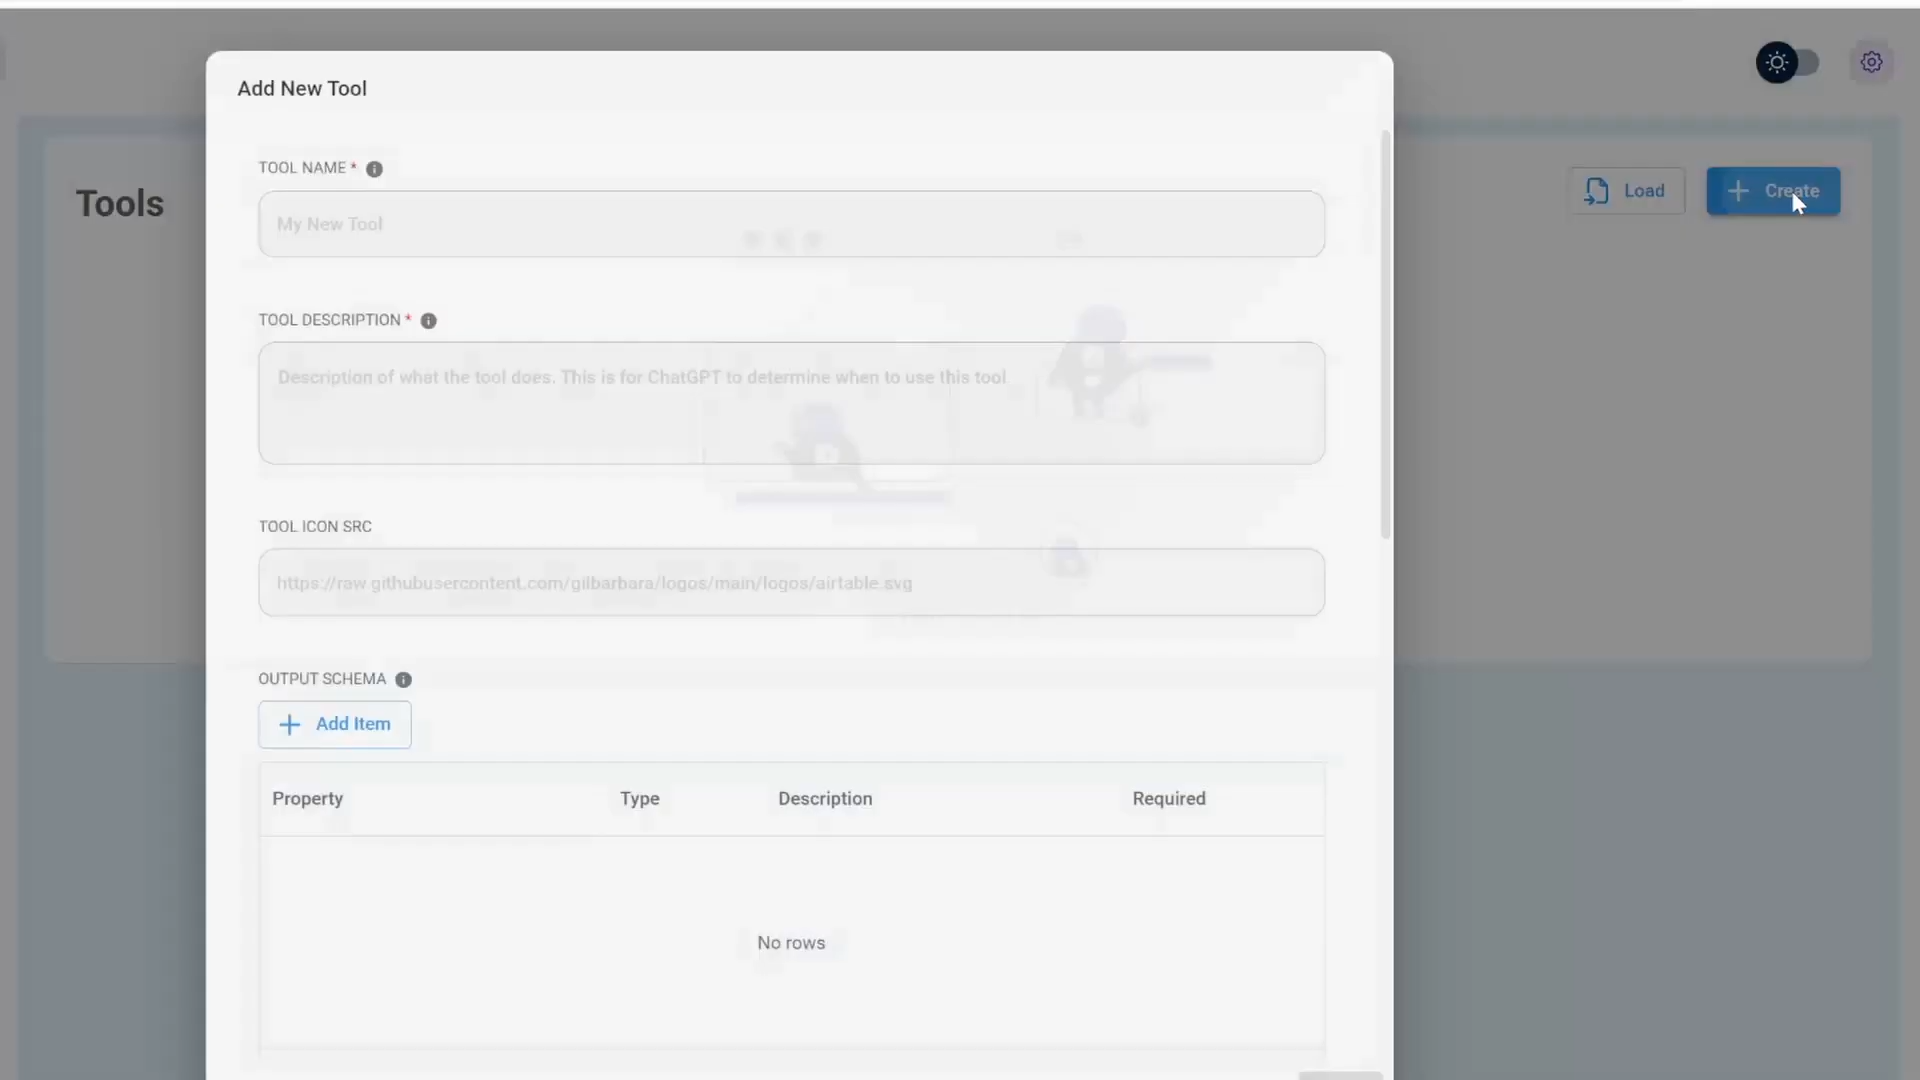 Add New Tool
TOOL NAME *
My New Tool
Tools
Load
Create
TOOL DESCRIPTION *
Description of what the tool does. This is for ChatGPT to determine when to use this tool.
TOOL ICON SRC
https://raw.githubusercontent.com/gilbarbara/logos/main/logos/airtable.svg
OUTPUT SCHEMA
Add Item
Property Type Description Required
No rows